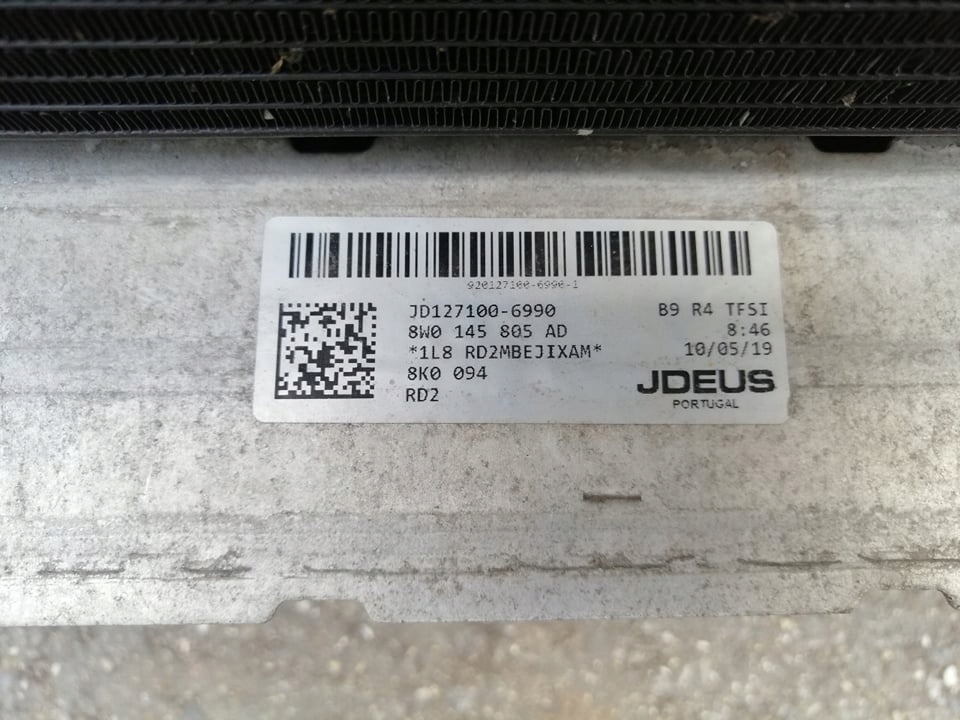 920127100-6990-1
JD127100-6990
B9 R4 TFSI
8W0 145 805 AD
8:46
*1L8 RD2MBEJIXAM*
10/05/19
8K0 094
JDEUS
RD2
PORTUGAL